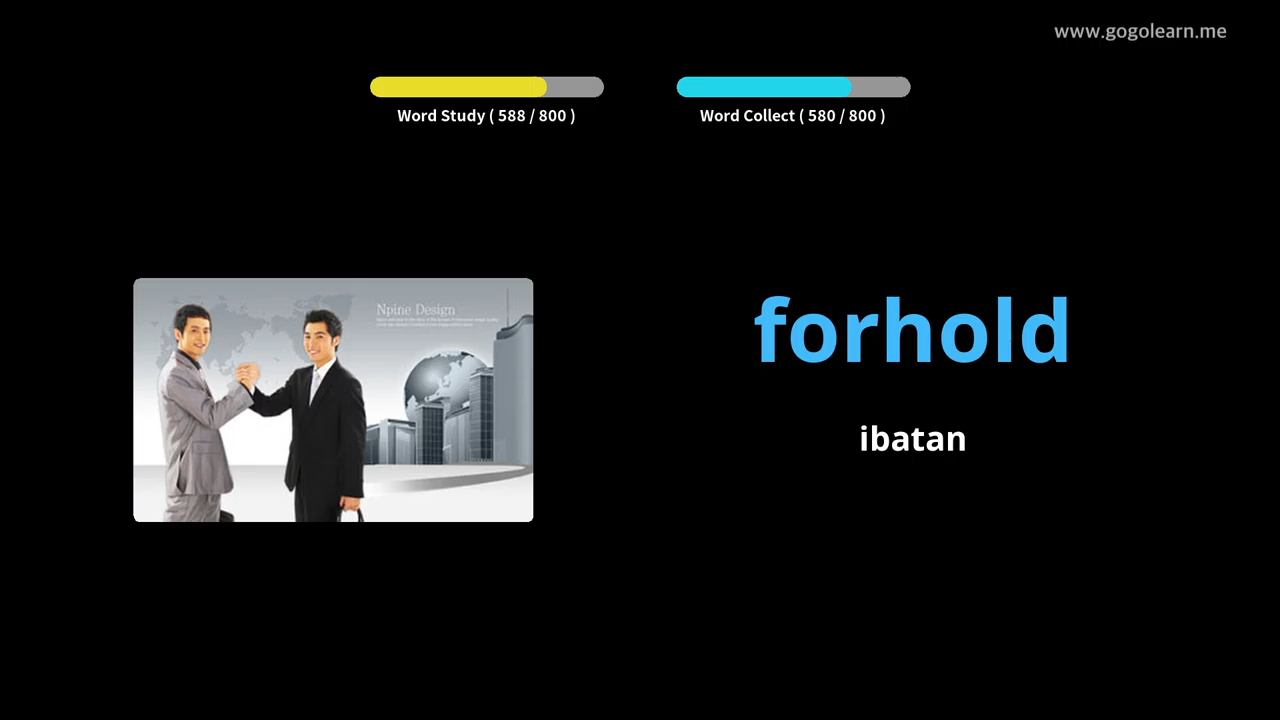 www.gogolearn.me
Word Study ( 588 / 800 )
Word Collect ( 580 / 800 )
Npine Design
forhold
ibatan